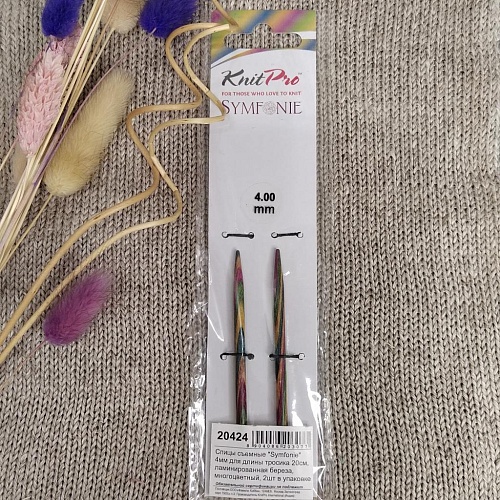 KnitPro™
FOR THOSE WHO LOVE TO KNIT
SYMFONIE
4.00
mm
20424
Спицы съемные "Symfonie"
4мм для длины тросика 20см,
ламинированная береза,
многоцветный, 2шт в упаковке